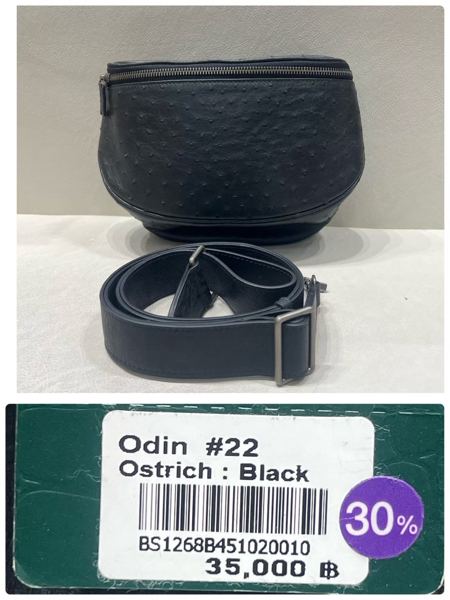 Odin #22
Ostrich : Black
30%
BS1268B451020010
35,000 ฿